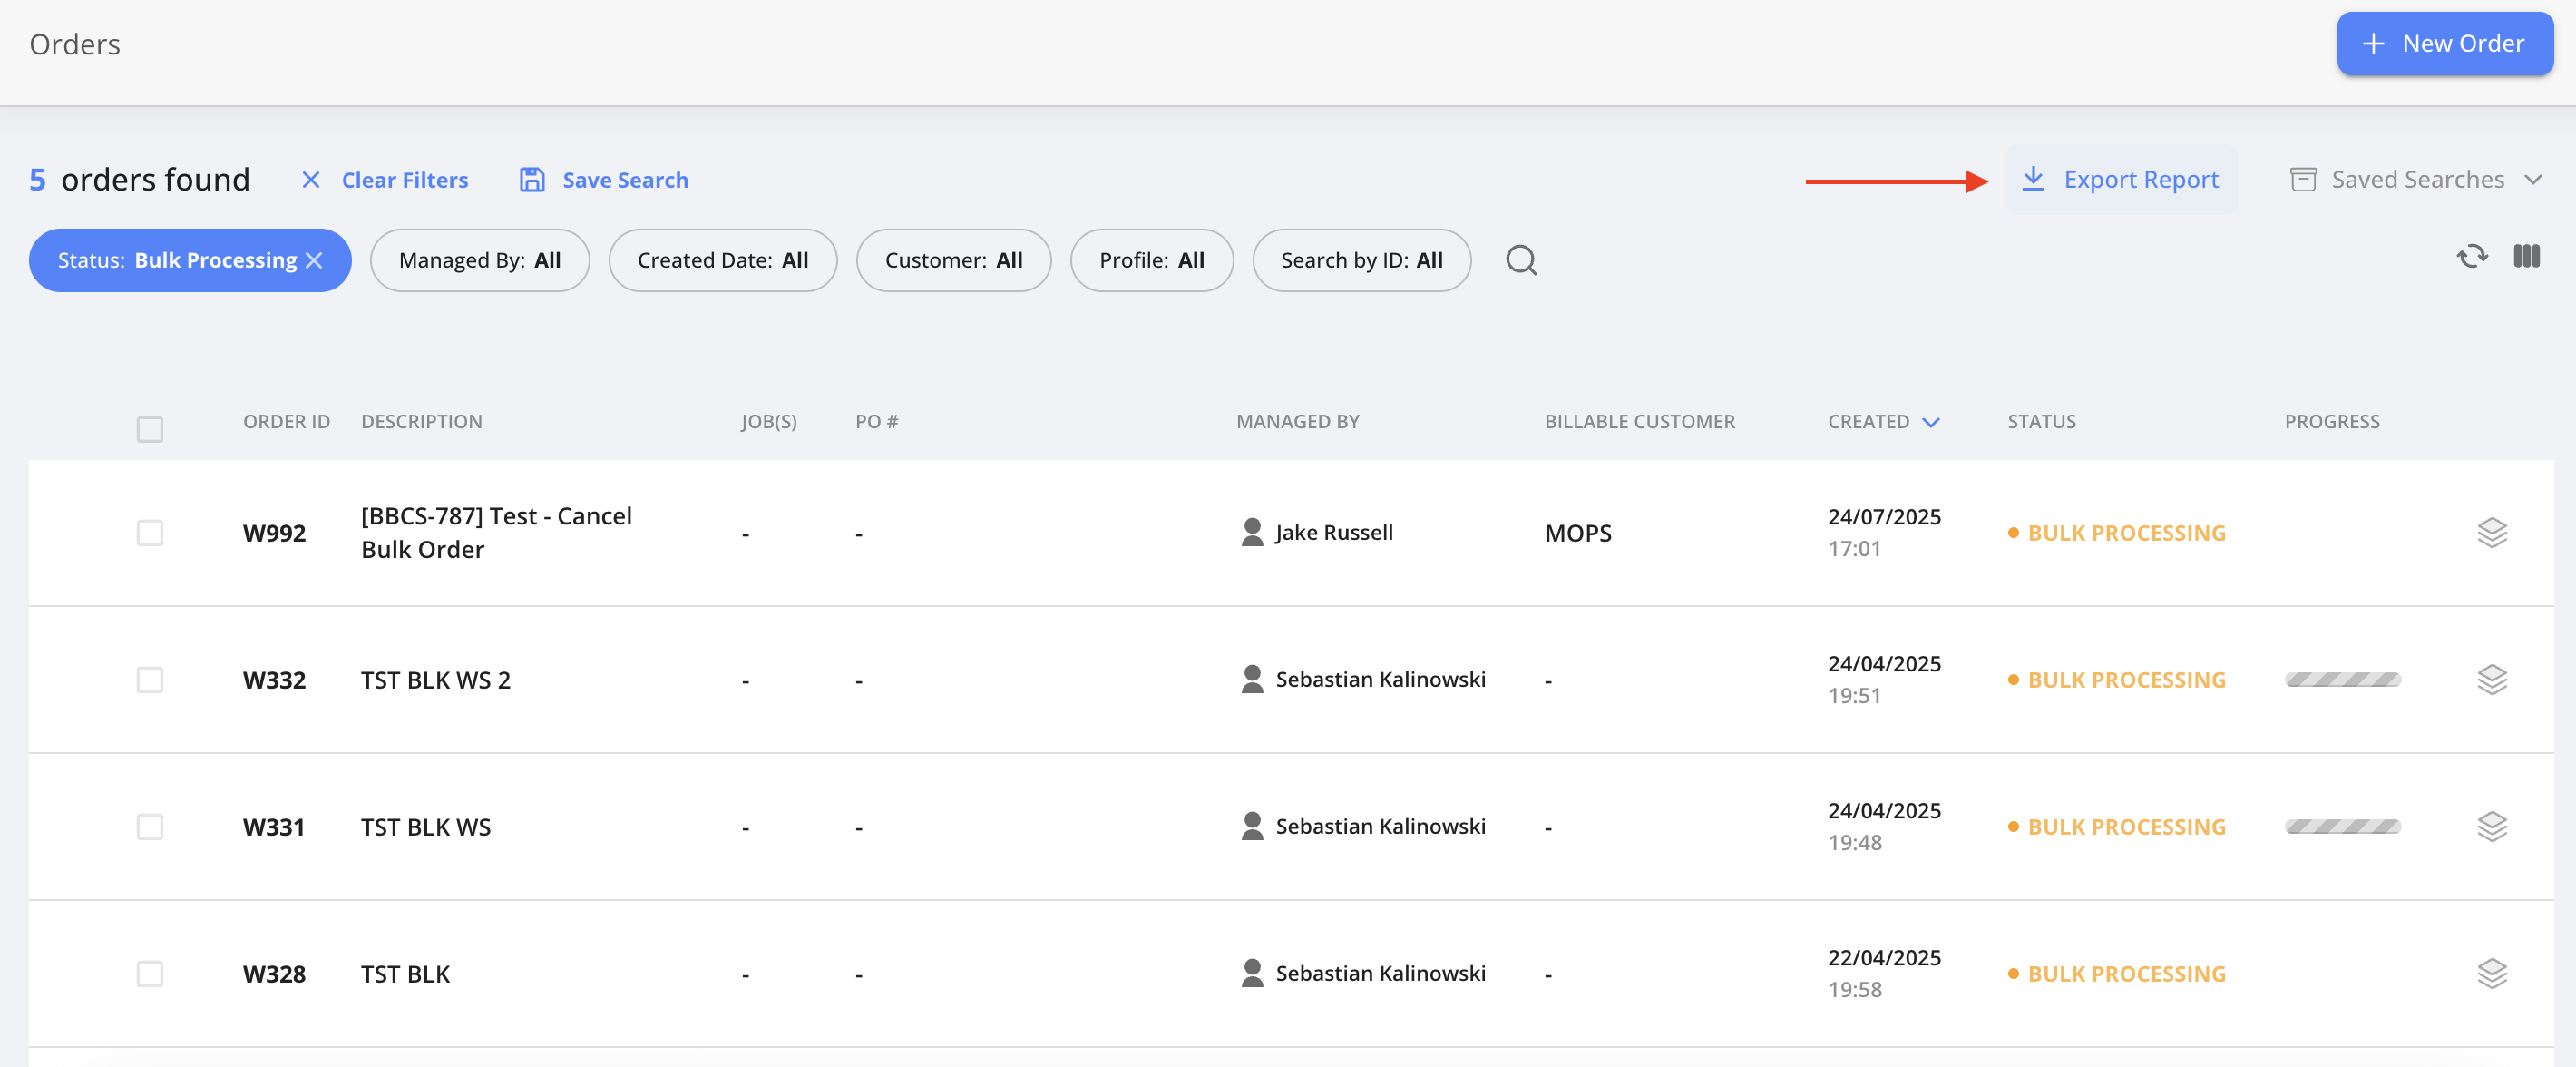 Orders
New Order
5 orders found
Clear Filters
Save Search
Export Report
Saved Searches
Status: Bulk Processing
Managed By: All
Created Date: All
Customer: All
Profile: All
Search by ID: All
ORDER ID DESCRIPTION JOB(S) PO # MANAGED BY BILLABLE CUSTOMER CREATED STATUS PROGRESS
W992
[BBCS-787] Test - Cancel
Bulk Order
-
-
Jake Russell
MOPS
24/07/2025
17:01
BULK PROCESSING
W332
TST BLK WS 2
-
-
Sebastian Kalinowski
-
24/04/2025
19:51
BULK PROCESSING
W331
TST BLK WS
-
-
Sebastian Kalinowski
-
24/04/2025
19:48
BULK PROCESSING
W328
TST BLK
-
-
Sebastian Kalinowski
-
22/04/2025
19:58
BULK PROCESSING